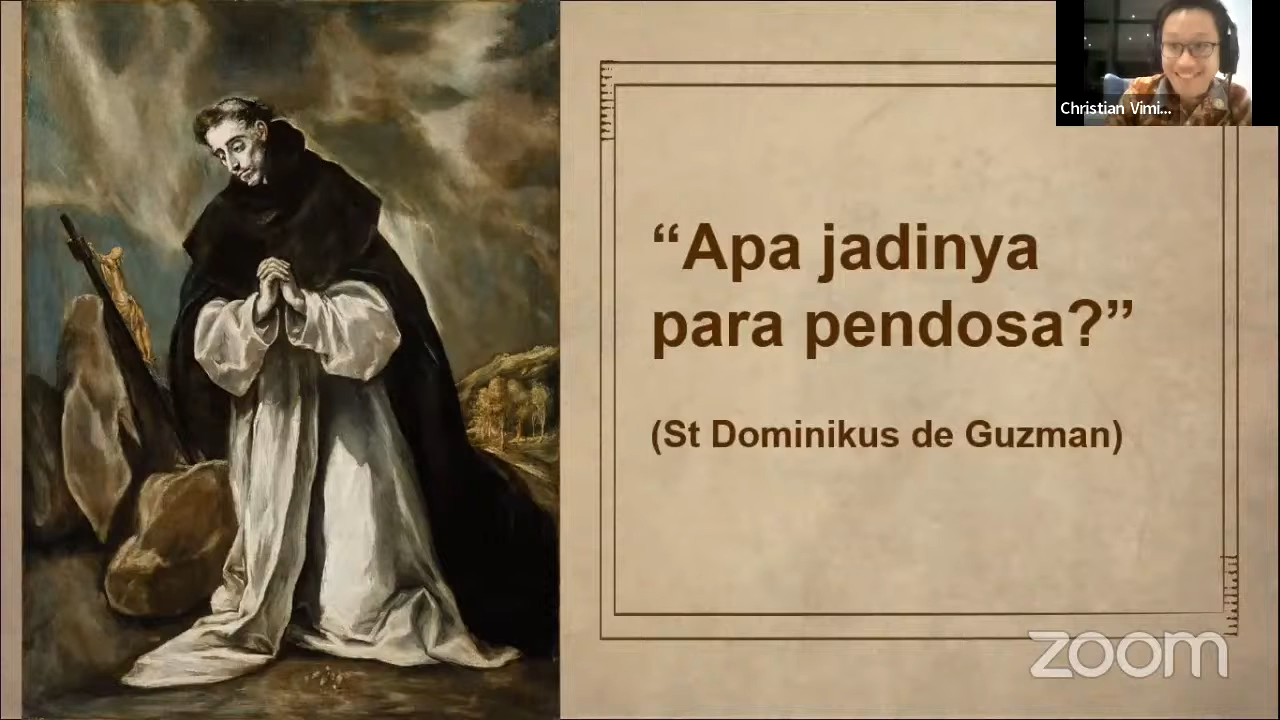 Christian Vimi...
“Apa jadinya
para pendosa?”
(St Dominikus de Guzman)
zoom